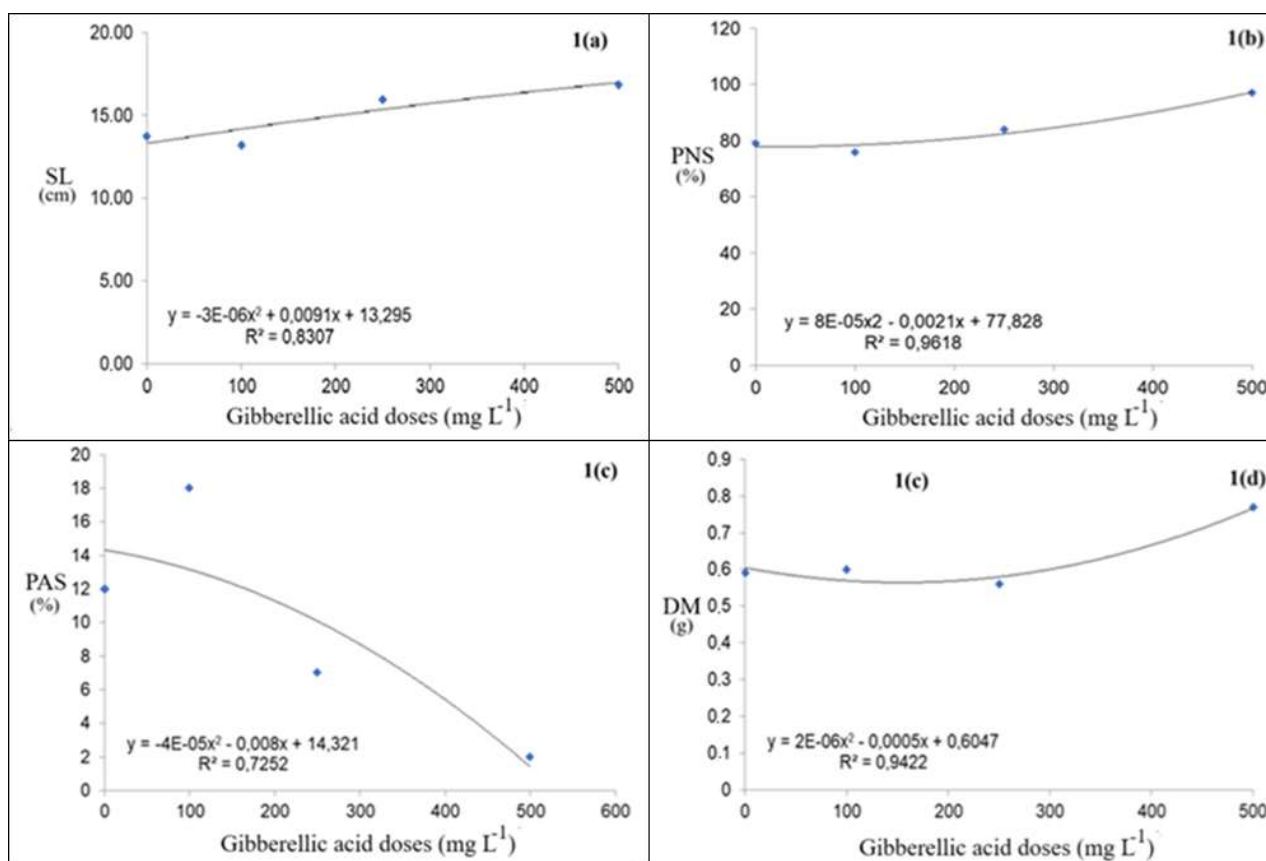 1(a)
20.00
15.00
10.00
5.00
0.00
SL
(cm)
y = -3E-06x² + 0,0091x + 13,295
R² = 0,8307
0 100 200 300 400 500
Gibberellic acid doses (mg L⁻¹)
1(b)
120
100
80
60
40
20
0
PNS
(%)
y = 8E-05x2 - 0,0021x + 77,828
R² = 0,9618
0 100 200 300 400 500
Gibberellic acid doses (mg L⁻¹)
1(c)
20
18
16
14
12
10
8
6
4
2
0
PAS
(%)
y = -4E-05x² - 0,008x + 14,321
R² = 0,7252
0 100 200 300 400 500 600
Gibberellic acid doses (mg L⁻¹)
1(c) 1(d)
0,9
0.8
0.7
0.6
0.5
0.4
0.3
0.2
0.1
0
DM
(g)
y = 2E-06x² - 0,0005x + 0,6047
R² = 0,9422
0 100 200 300 400 500
Gibberellic acid doses (mg L⁻¹)